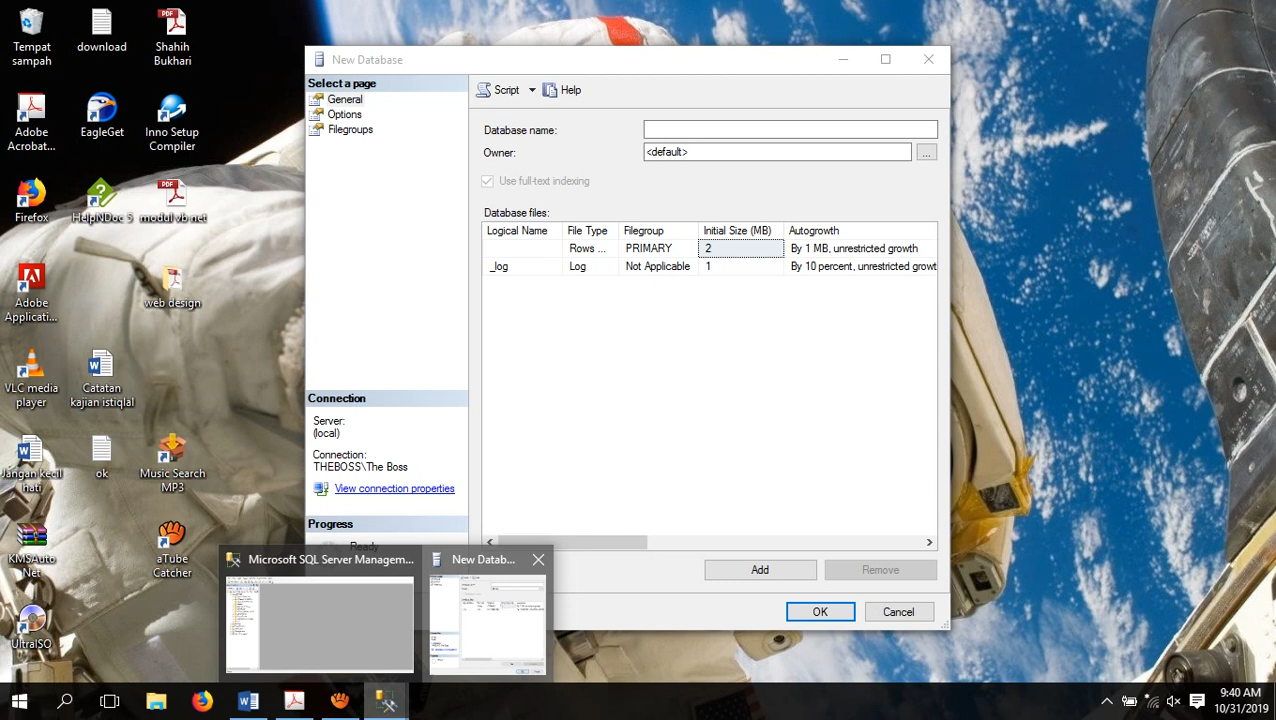 Tempat
sampah
download
Shahih
Bukhari
Adobe
Acrobat...
EagleGet
Inno Setup
Compiler
Firefox
HelpNDoc 5
modul vb net
Adobe
Applicati...
web design
VLC media
player
Catatan
kajian istiqlal
Jangan kecil
hati
ok
Music Search
MP3
KMSAuto
Net
aTube
Catcher
UltraISO
New Database
Select a page
General
Options
Filegroups
Script
Help
Database name:
Owner:
<default>
...
Use full-text indexing
Database files:
Logical Name File Type Filegroup Initial Size (MB) Autogrowth
Rows ... PRIMARY 2 By 1 MB, unrestricted growth
_log Log Not Applicable 1 By 10 percent, unrestricted growt
Connection
Server:
(local)
Connection:
THEBOSS\The Boss
View connection properties
Progress
Ready
Add
Remove
OK
Cancel
Microsoft SQL Server Managem...
New Datab...
9:40 AM
10/31/2019